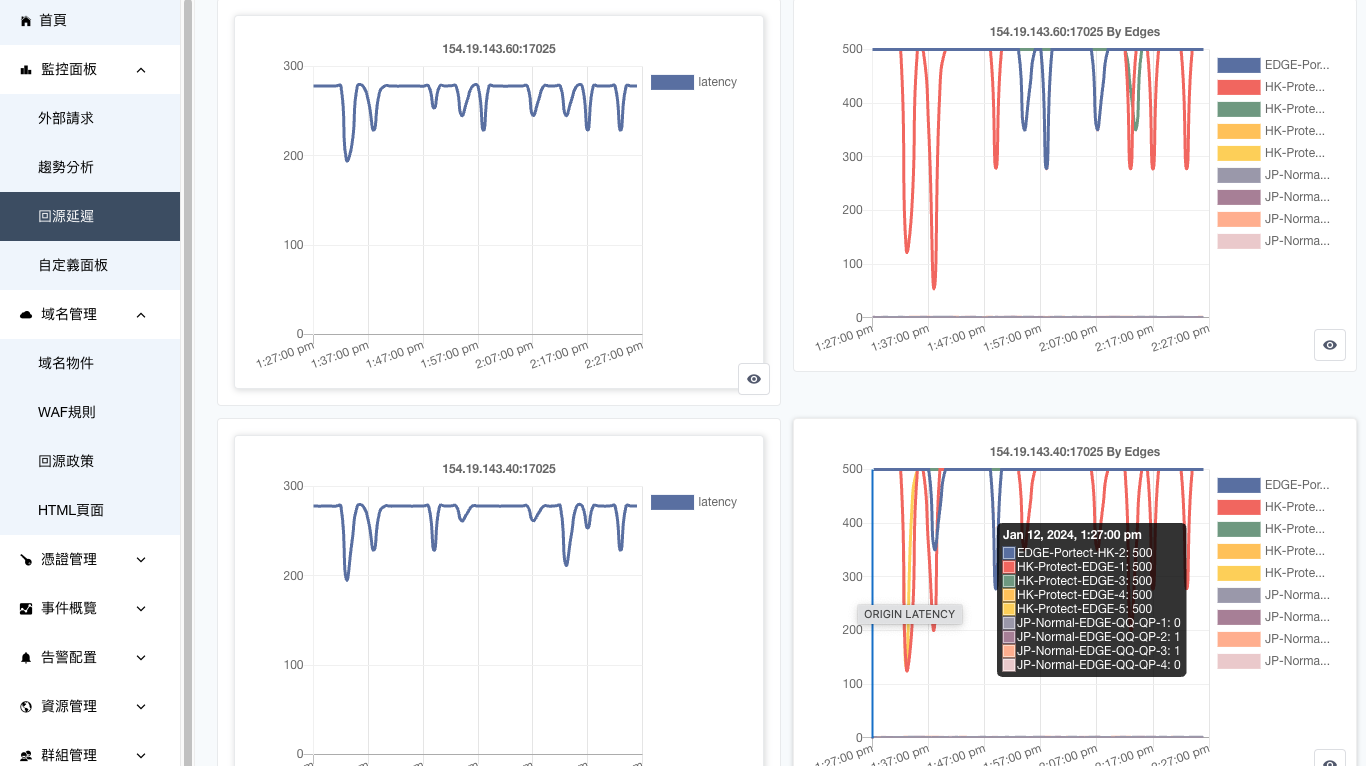 首頁
監控面板
外部請求
趨勢分析
回源延遲
自定義面板
域名管理
域名物件
WAF規則
回源政策
HTML頁面
憑證管理
事件概覽
告警配置
資源管理
群組管理
154.19.143.60:17025
latency
300
200
100
0
1:27:00 pm
1:37:00 pm
1:47:00 pm
1:57:00 pm
2:07:00 pm
2:17:00 pm
2:27:00 pm
154.19.143.60:17025 By Edges
500
400
300
200
100
0
1:27:00 pm
1:37:00 pm
1:47:00 pm
1:57:00 pm
2:07:00 pm
2:17:00 pm
2:27:00 pm
EDGE-Por...
HK-Prote...
HK-Prote...
HK-Prote...
HK-Prote...
JP-Norma...
JP-Norma...
JP-Norma...
JP-Norma...
154.19.143.40:17025
latency
300
200
100
0
154.19.143.40:17025 By Edges
500
400
300
200
100
0
1:27:00 pm
1:37:00 pm
1:47:00 pm
1:57:00 pm
2:07:00 pm
2:17:00 pm
2:27:00 pm
EDGE-Por...
HK-Prote...
HK-Prote...
HK-Prote...
HK-Prote...
JP-Norma...
JP-Norma...
JP-Norma...
JP-Norma...
ORIGIN LATENCY
Jan 12, 2024, 1:27:00 pm
EDGE-Portect-HK-2: 500
HK-Protect-EDGE-1: 500
HK-Protect-EDGE-3: 500
HK-Protect-EDGE-4: 500
HK-Protect-EDGE-5: 500
JP-Normal-EDGE-QQ-QP-1: 0
JP-Normal-EDGE-QQ-QP-2: 1
JP-Normal-EDGE-QQ-QP-3: 1
JP-Normal-EDGE-QQ-QP-4: 0